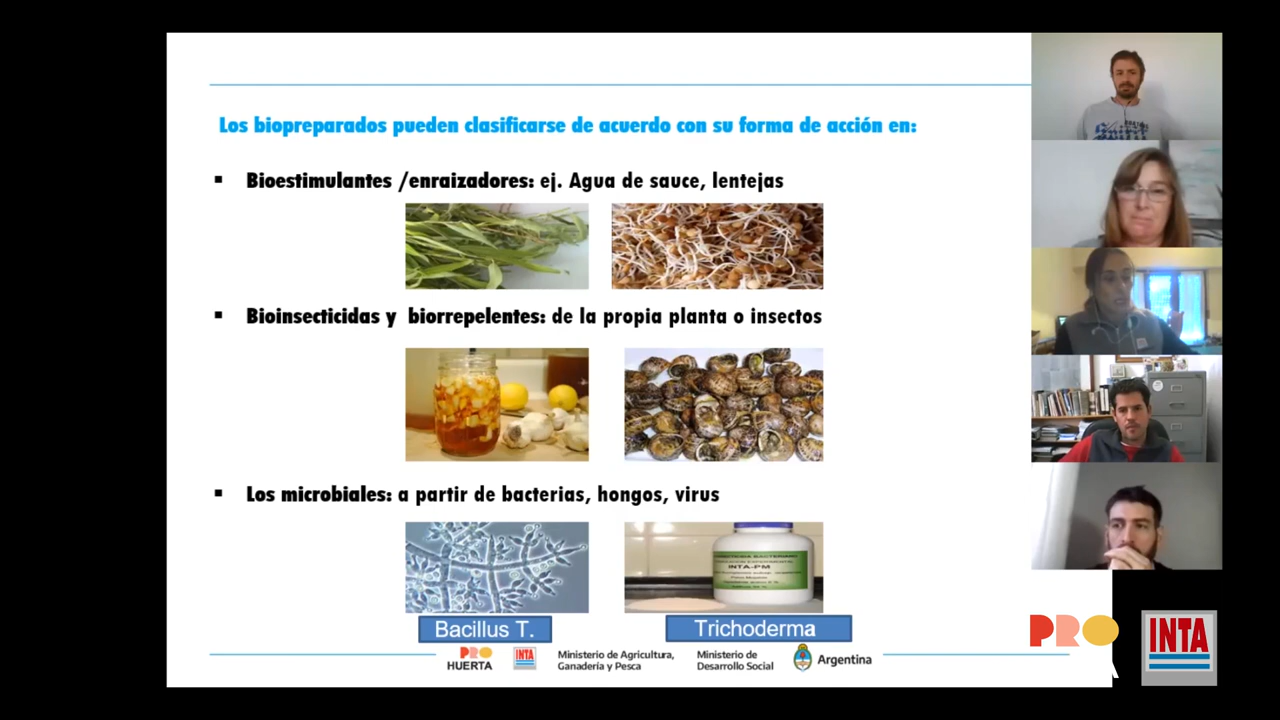 Los biopreparados pueden clasificarse de acuerdo con su forma de acción en:
▪ Bioestimulantes /enraizadores: ej. Agua de sauce, lentejas
▪ Bioinsecticidas y biorrepelentes: de la propia planta o insectos
▪ Los microbiales: a partir de bacterias, hongos, virus
INTA-PM
Bacillus T.
Trichoderma
PRO
HUERTA
INTA
Ministerio de Agricultura,
Ganadería y Pesca
Ministerio de
Desarrollo Social
Argentina
PRO
A
INTA